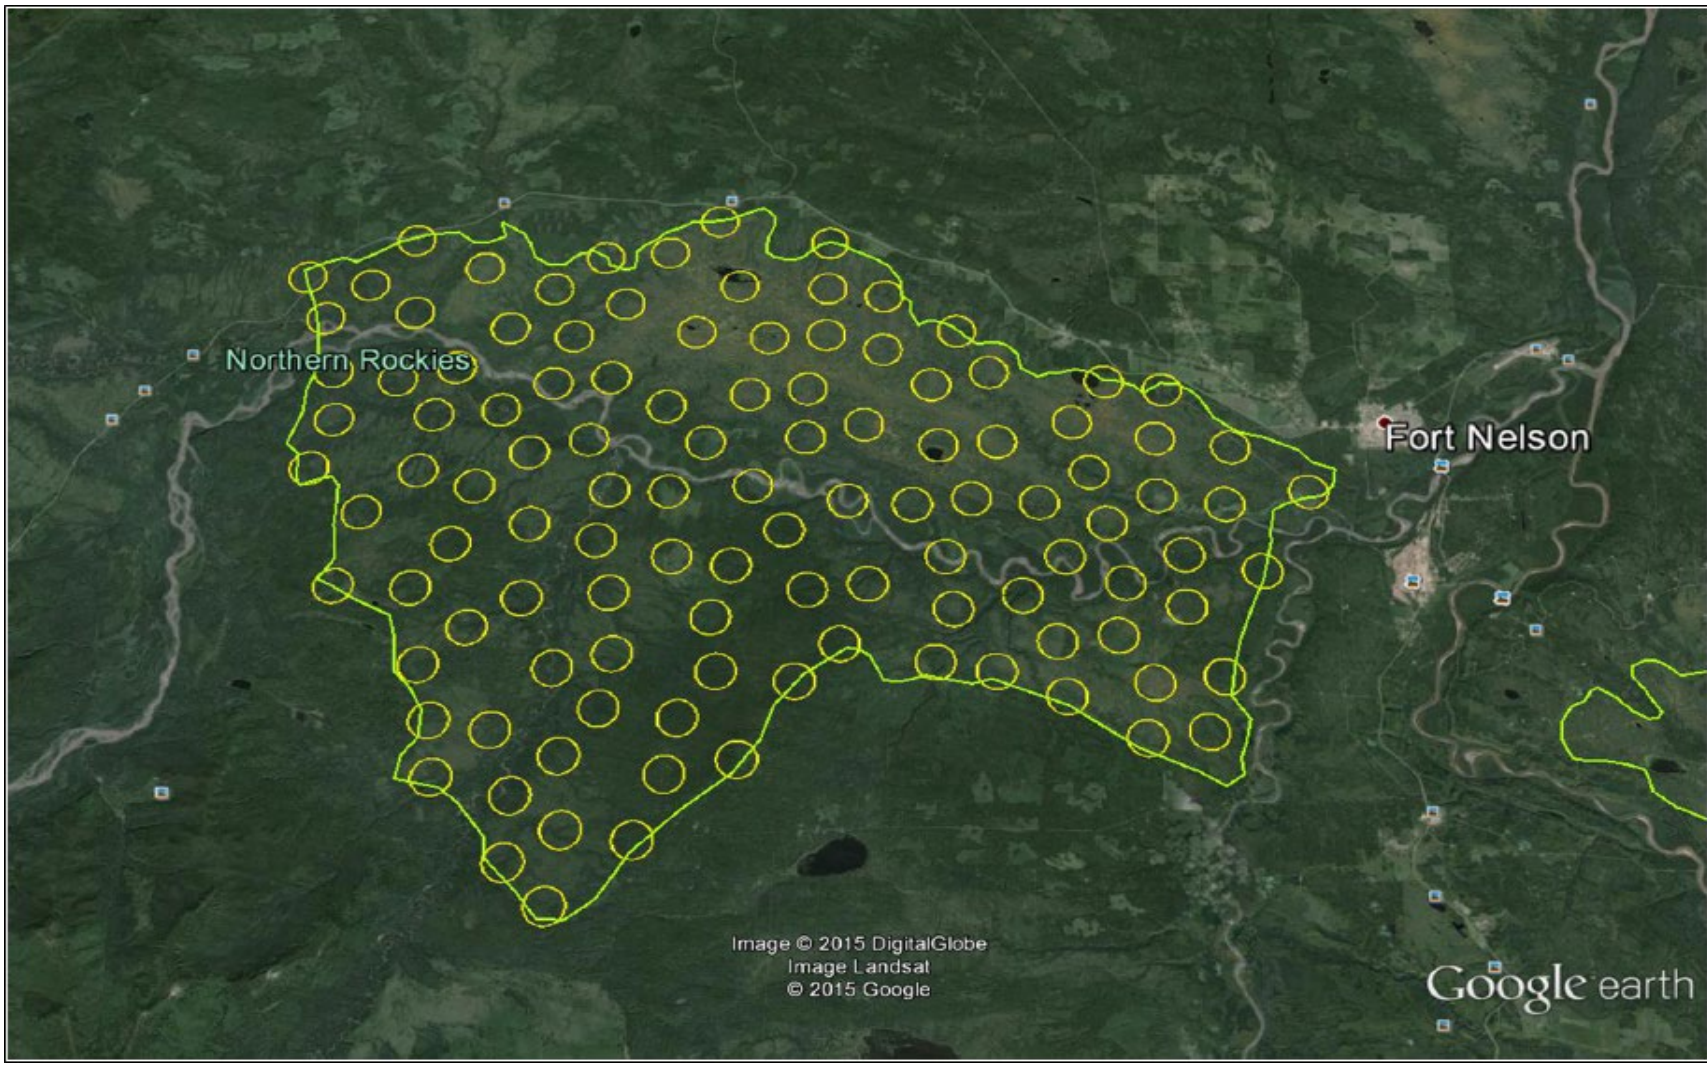 Northern Rockies
Fort Nelson
Image © 2015 DigitalGlobe
Image Landsat
© 2015 Google
Google earth